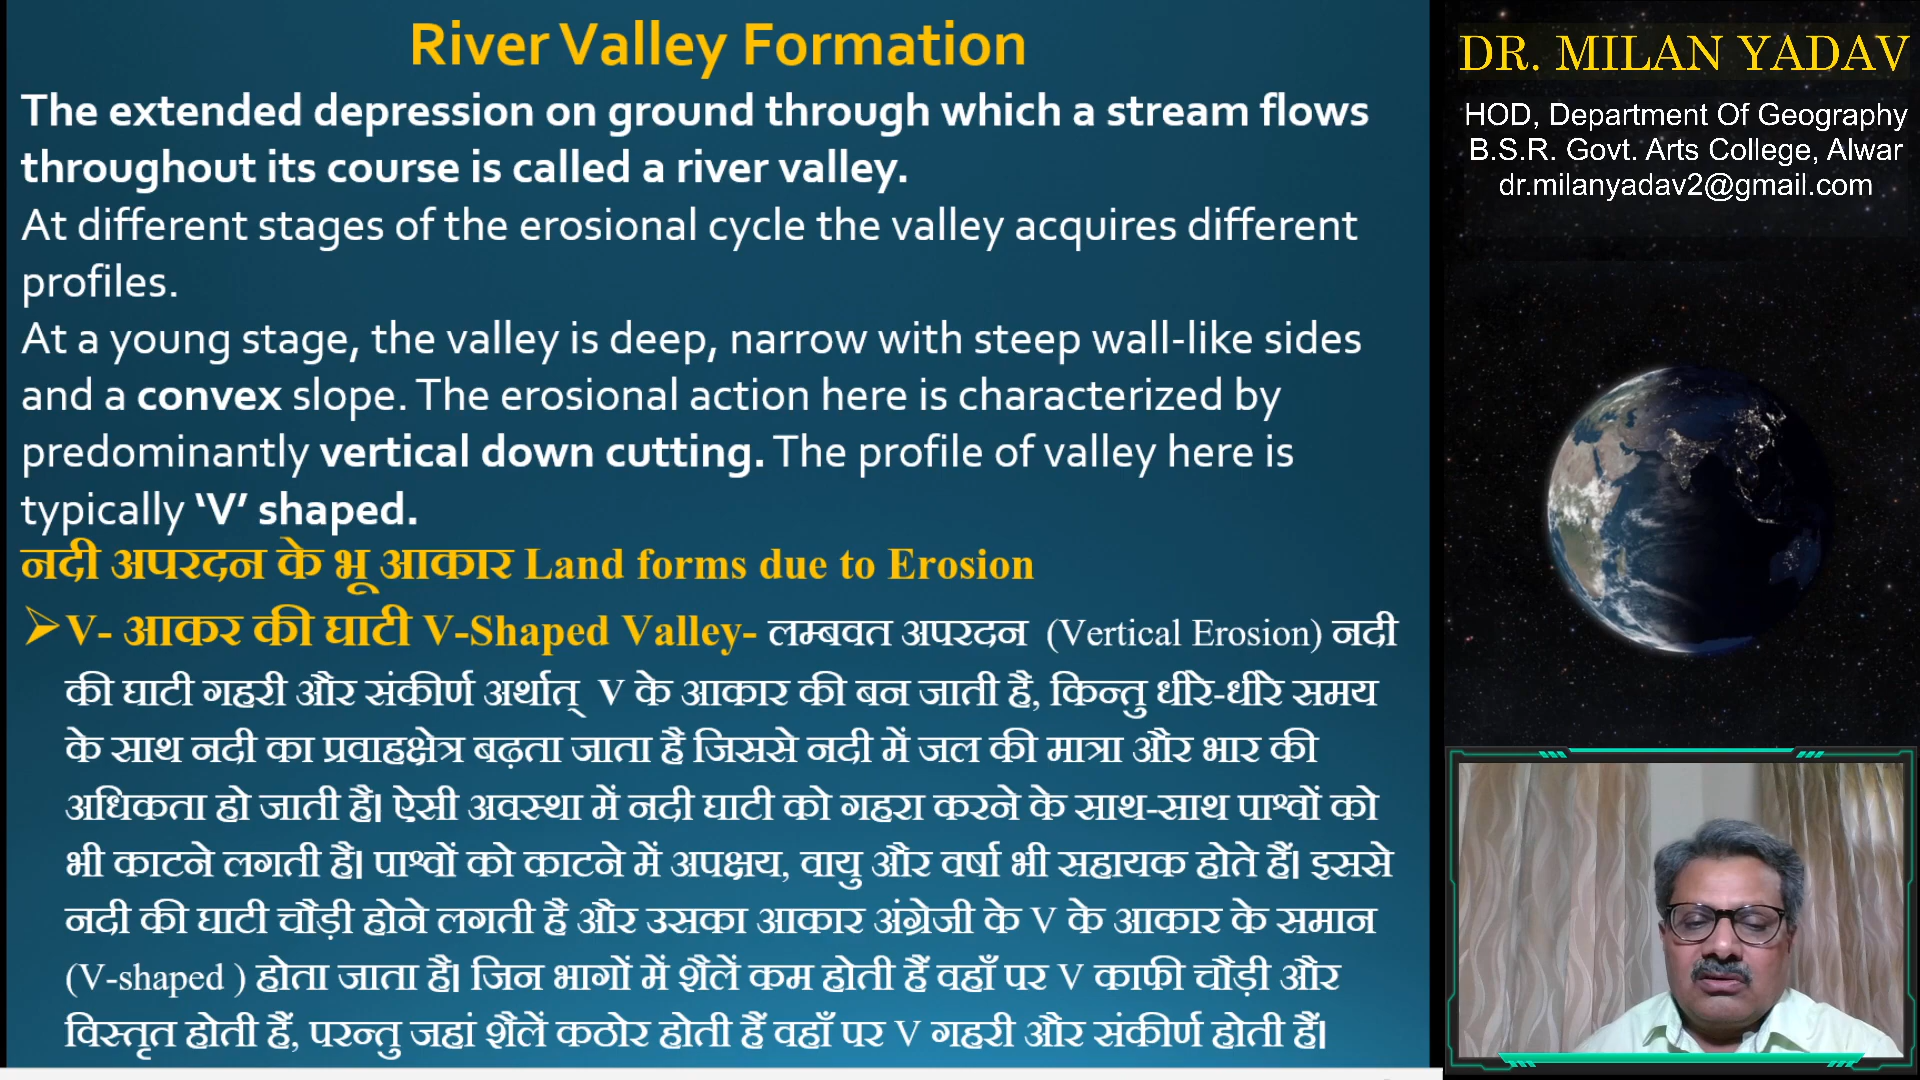 River Valley Formation
The extended depression on ground through which a stream flows
throughout its course is called a river valley.
At different stages of the erosional cycle the valley acquires different
profiles.
At a young stage, the valley is deep, narrow with steep wall-like sides
and a convex slope. The erosional action here is characterized by
predominantly vertical down cutting. The profile of valley here is
typically ‘V’ shaped.
नदी अपरदन के भू आकार Land forms due to Erosion
➢V- आकर की घाटी V-Shaped Valley- लम्बवत अपरदन (Vertical Erosion) नदी
की घाटी गहरी और संकीर्ण अर्थात् V के आकार की बन जाती है, किन्तु धीरे-धीरे समय
के साथ नदी का प्रवाहक्षेत्र बढ़ता जाता है जिससे नदी में जल की मात्रा और भार की
अधिकता हो जाती है। ऐसी अवस्था में नदी घाटी को गहरा करने के साथ-साथ पाश्वों को
भी काटने लगती है। पाश्वों को काटने में अपक्षय, वायु और वर्षा भी सहायक होते हैं। इससे
नदी की घाटी चौड़ी होने लगती है और उसका आकार अंग्रेजी के V के आकार के समान
(V-shaped ) होता जाता है। जिन भागों में शैलें कम होती हैं वहाँ पर V काफी चौड़ी और
विस्तृत होती हैं, परन्तु जहां शैलें कठोर होती हैं वहाँ पर V गहरी और संकीर्ण होती हैं।
DR. MILAN YADAV
HOD, Department Of Geography
B.S.R. Govt. Arts College, Alwar
dr.milanyadav2@gmail.com